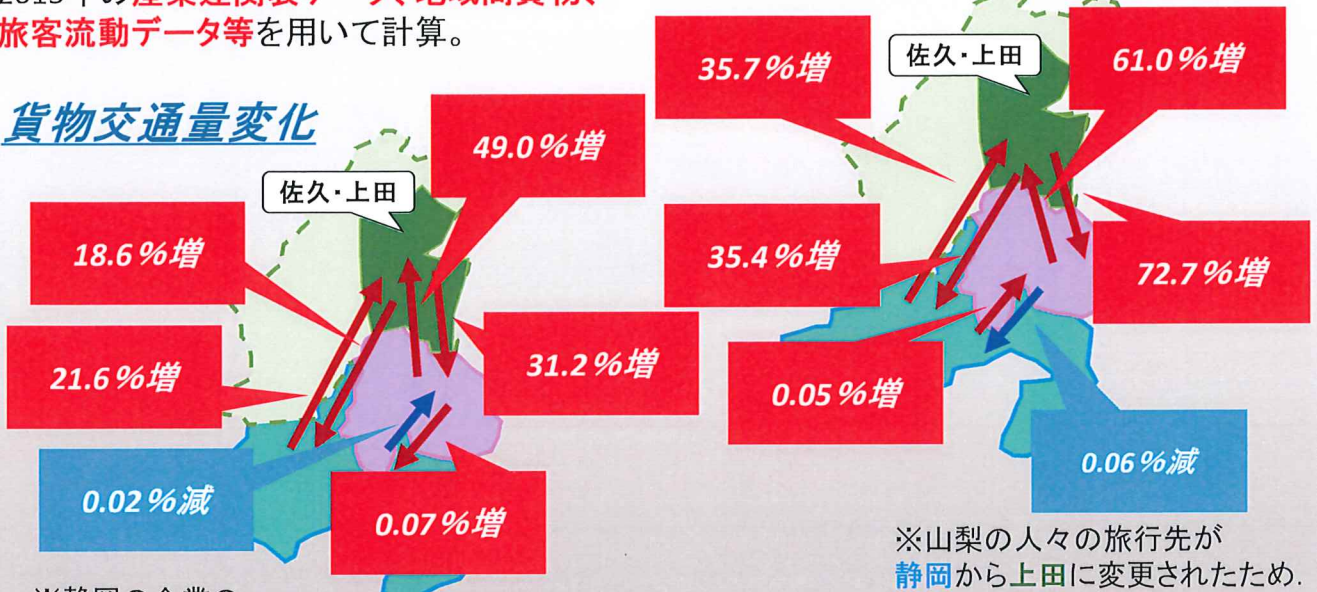 旅客流動データ等を用いて計算。
貨物交通量変化
佐久・上田
49.0%増
18.6%増
21.6%増
31.2%増
0.02%減
0.07%増
35.7%増
佐久・上田
61.0%増
35.4%増
72.7%増
0.05%増
0.06%減
※山梨の人々の旅行先が
静岡から上田に変更されたため.